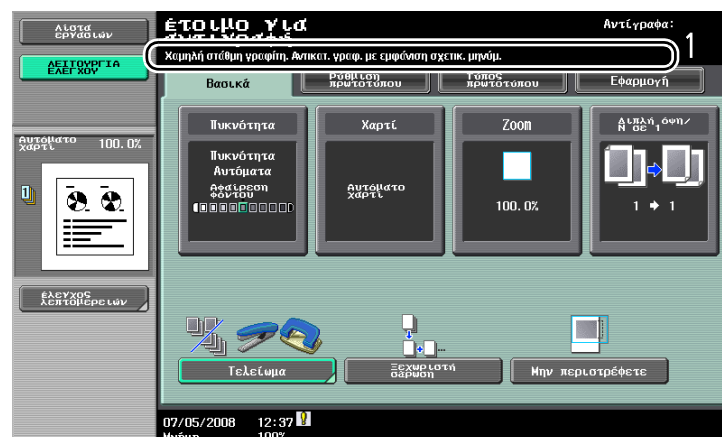 Λίστα
εργασιών
ΛΕΙΤΟΥΡΓΙΑ
ΕΛΕΓΧΟΥ
έτοιμο για
αντιγραφή
Αντίγραφα:
1
Χαμηλή στάθμη γραφίτη. Αντικατ. γραφ. με εμφάνιση σχετικ. μηνύμ.
Βασικά
Ρύθμιση
πρωτοτύπου
Τύπος
πρωτοτύπου
Εφαρμογή
Αυτόματο
χαρτί
100.0%
1
έλεγχος
λεπτομερειών
Πυκνότητα
Πυκνότητα
Αυτόματα
Αφαίρεση
φόντου
Χαρτί
Αυτόματο
χαρτί
Zoom
100.0%
Διπλή όψη/
N σε 1
1 → 1
Τελείωμα
Ξεχωριστή
σάρωση
Μην περιστρέφετε
07/05/2008 12:37
Μνήμη 100%